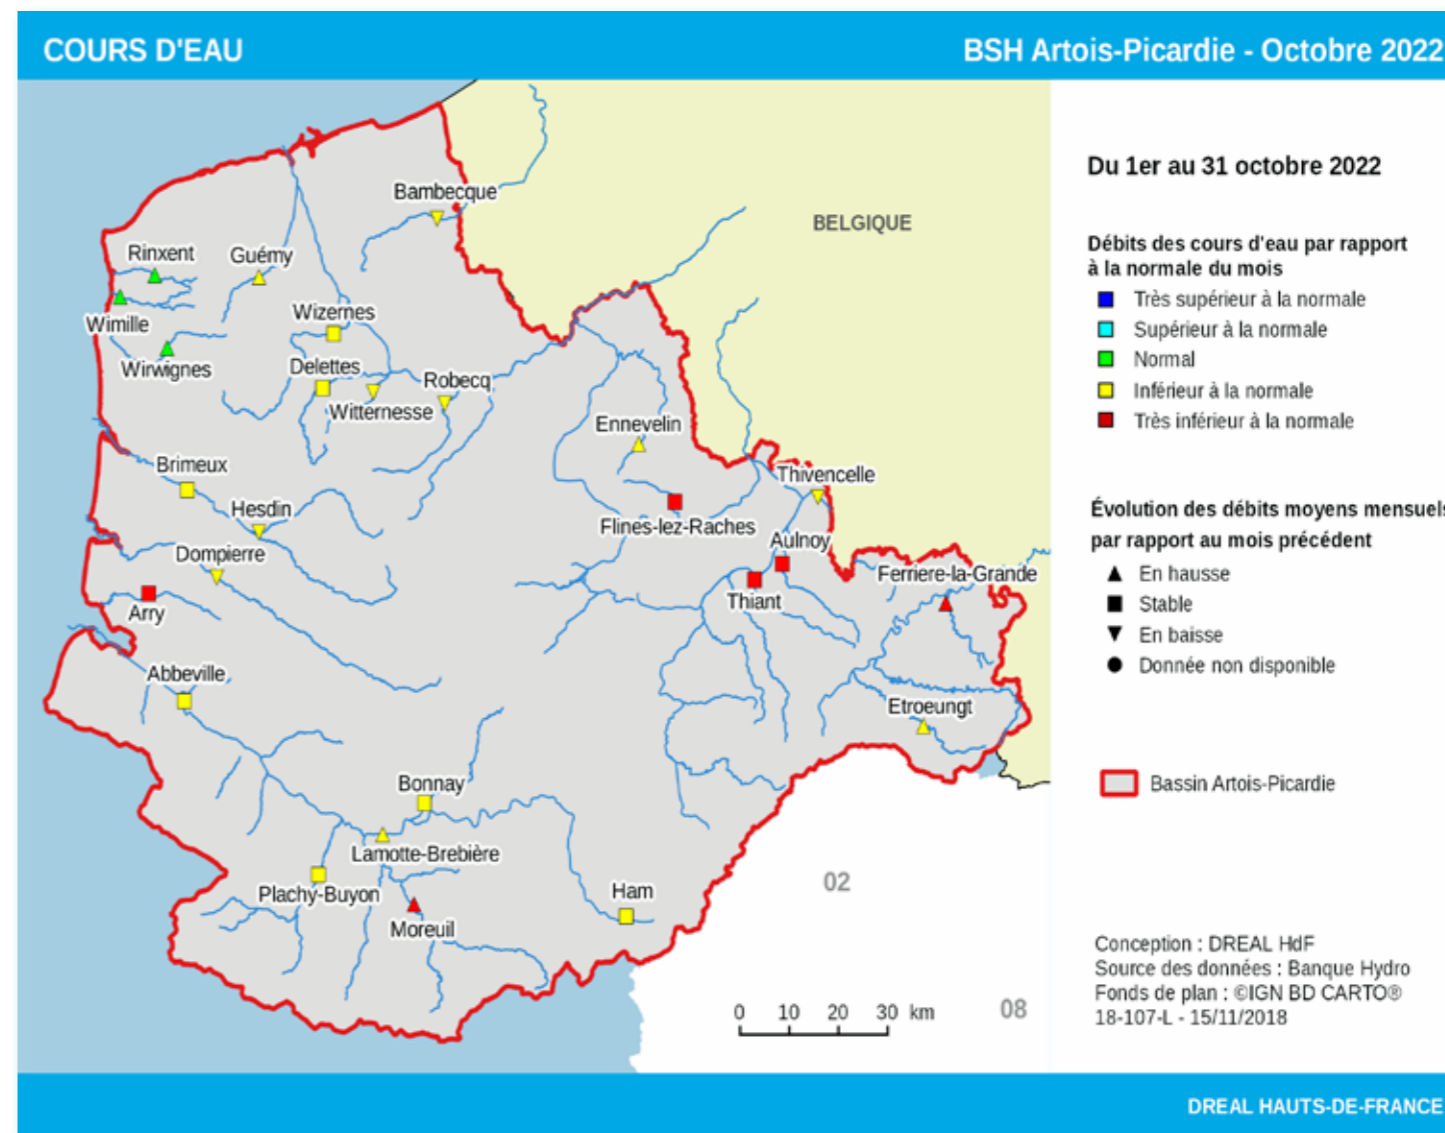 COURS D'EAU
BSH Artois-Picardie - Octobre 2022
Du 1er au 31 octobre 2022
Débits des cours d'eau par rapport
à la normale du mois
Très supérieur à la normale
Supérieur à la normale
Normal
Inférieur à la normale
Très inférieur à la normale
Évolution des débits moyens mensuels
par rapport au mois précédent
En hausse
Stable
En baisse
Donnée non disponible
Bassin Artois-Picardie
Conception : DREAL HdF
Source des données : Banque Hydro
Fonds de plan : ©IGN BD CARTO®
18-107-L - 15/11/2018
BELGIQUE
Bambecque
Rinxent
Guémy
Wimille
Wizernes
Wirwignes
Delettes
Robecq
Witternesse
Ennevelin
Brimeux
Thivencelle
Hesdin
Flines-lez-Raches
Aulnoy
Dompierre
Ferriere-la-Grande
Thiant
Arry
Abbeville
Etroeungt
Bonnay
Lamotte-Brebière
Plachy-Buyon
Ham
Moreuil
02
08
0 10 20 30 km
DREAL HAUTS-DE-FRANCE